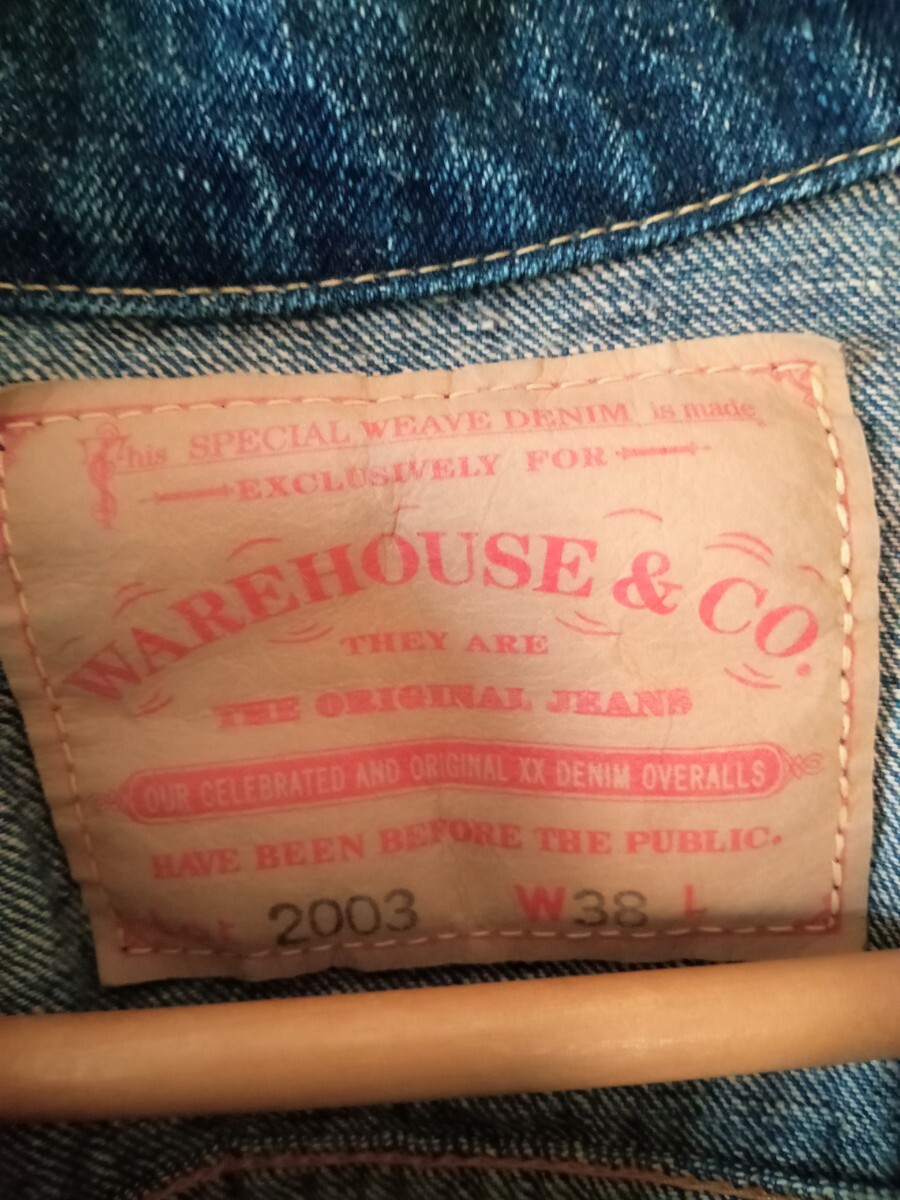 This SPECIAL WEAVE DENIM is made
EXCLUSIVELY FOR
WAREHOUSE & CO.
THEY ARE
THE ORIGINAL JEANS
OUR CELEBRATED AND ORIGINAL XX DENIM OVERALLS
HAVE BEEN BEFORE THE PUBLIC.
2003 W38 L